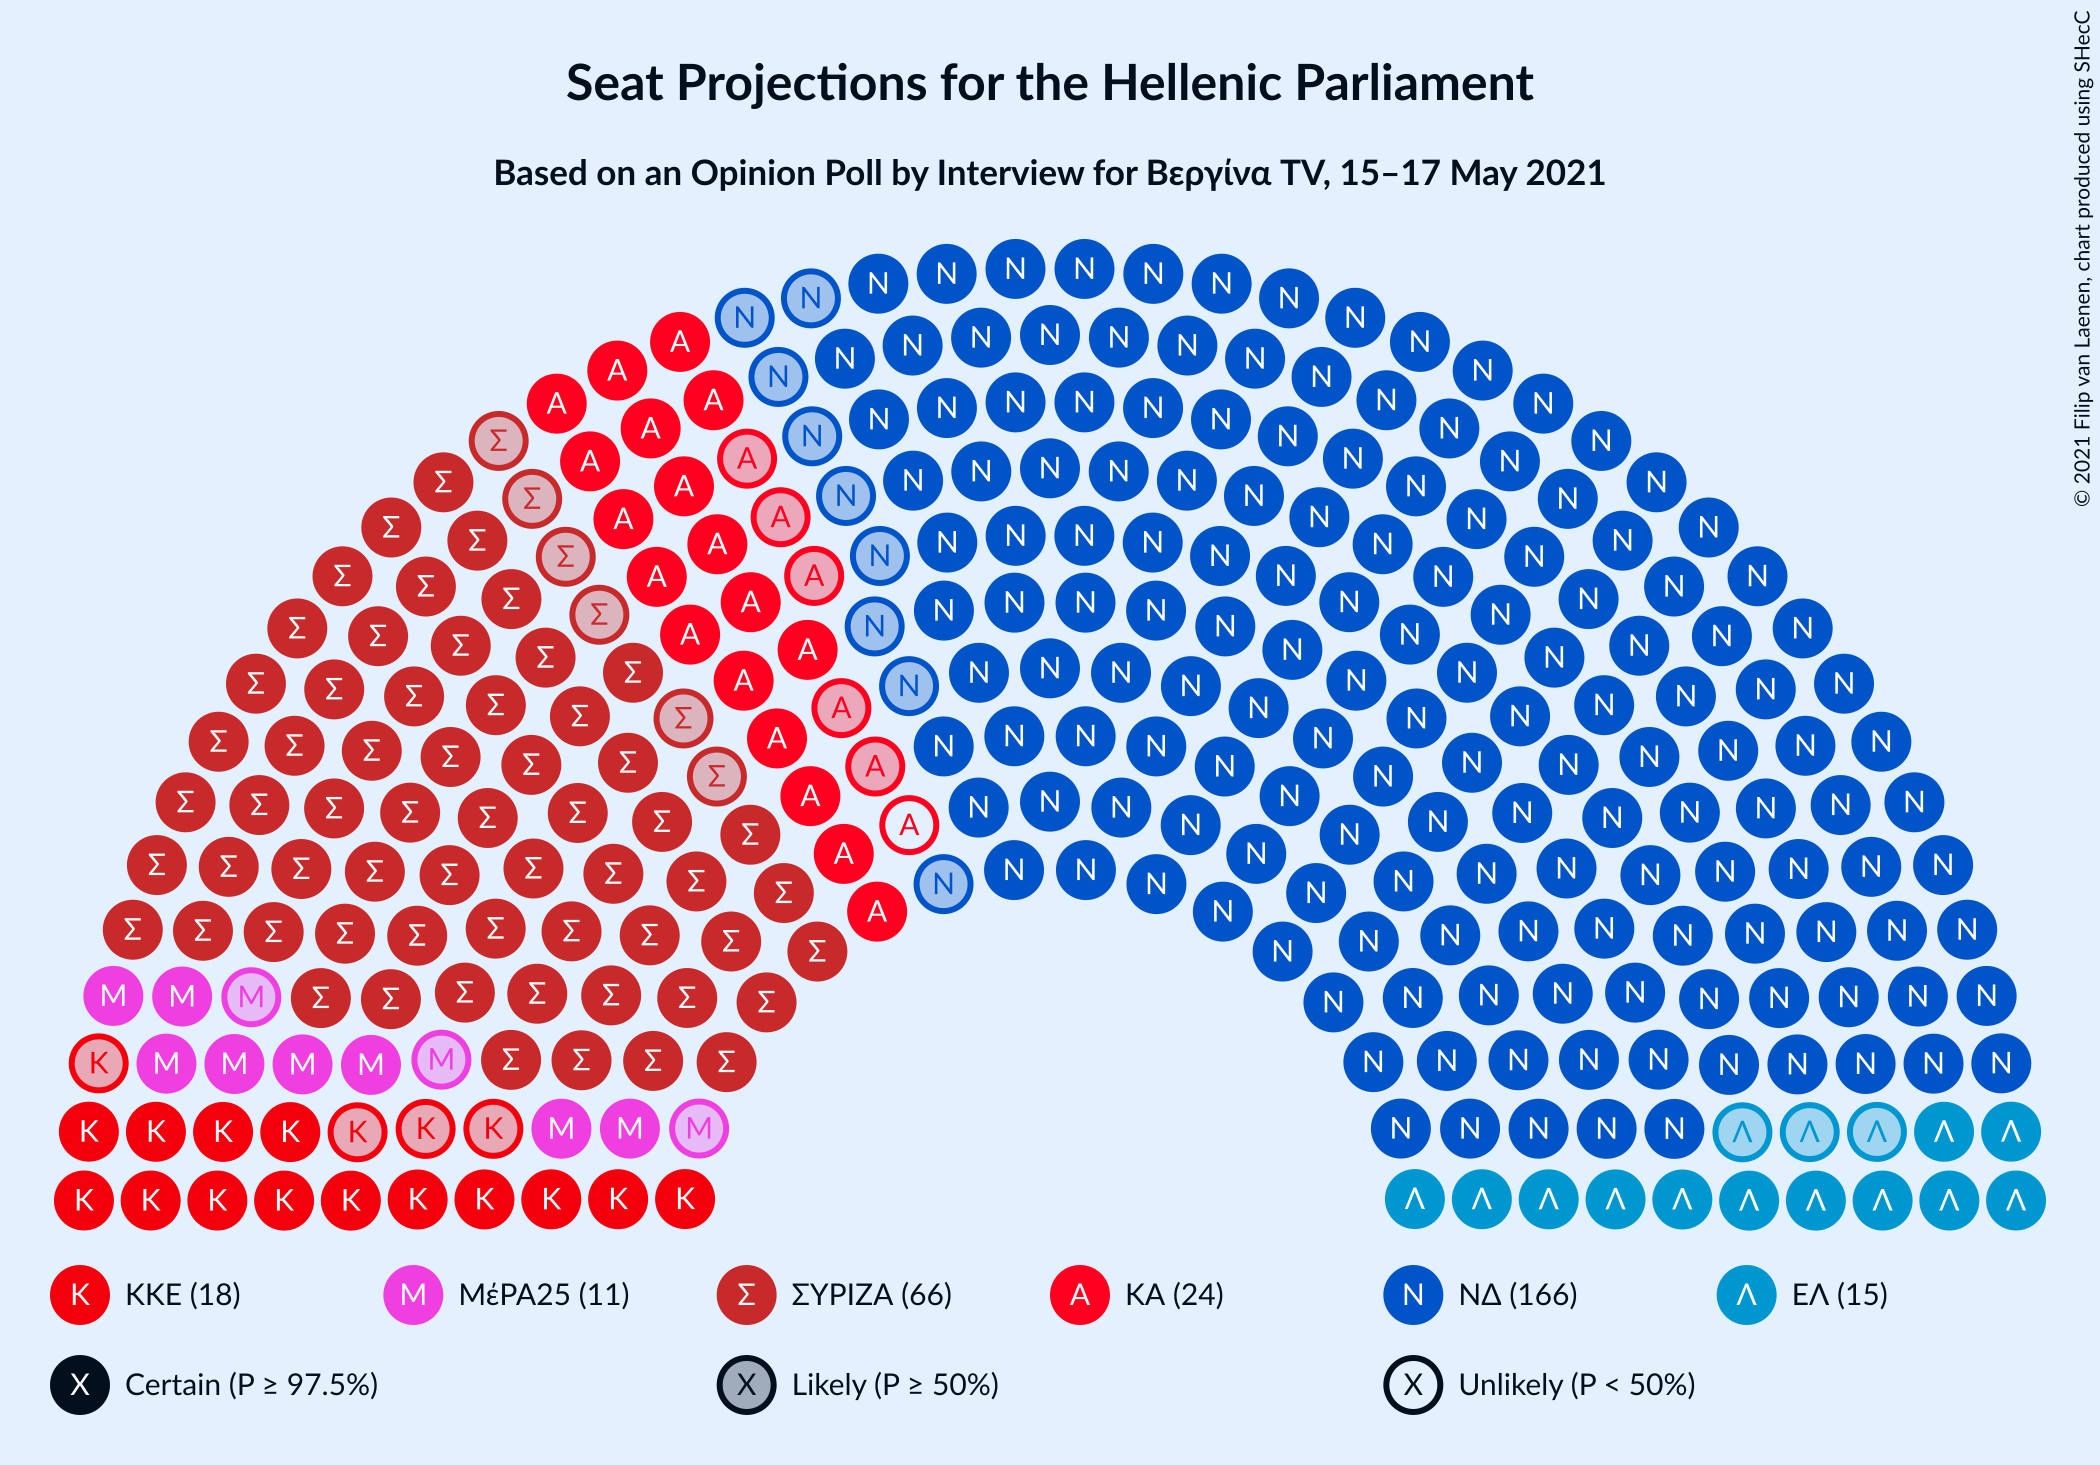 Seat Projections for the Hellenic Parliament
Based on an Opinion Poll by Interview for Βεργίνα TV, 15–17 May 2021
© 2021 Filip van Laenen, chart produced using SHecC
N N N N N N N N N N N N N N N N N N N N N N N N N N N N N N
Κ ΚΚΕ (18)
Μ ΜέΡΑ25 (11)
Σ ΣΥΡΙΖΑ (66)
Α ΚΑ (24)
Ν ΝΔ (166)
Λ ΕΛ (15)
X Certain (P ≥ 97.5%)
X Likely (P ≥ 50%)
X Unlikely (P < 50%)